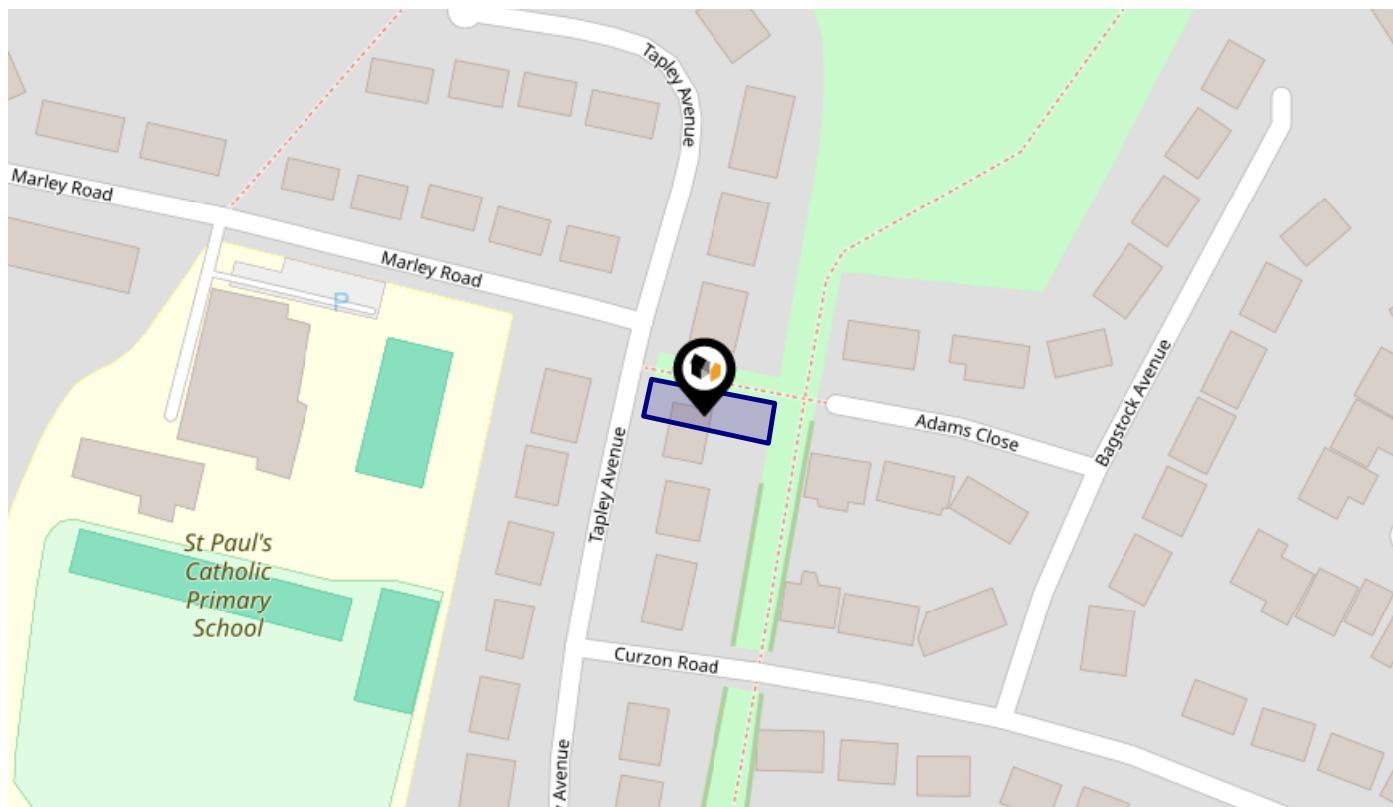 Tapley Avenue
Marley Road
Marley Road
P
Tapley Avenue
Adams Close
Bagstock Avenue
St Paul's
Catholic
Primary
School
Curzon Road
Avenue